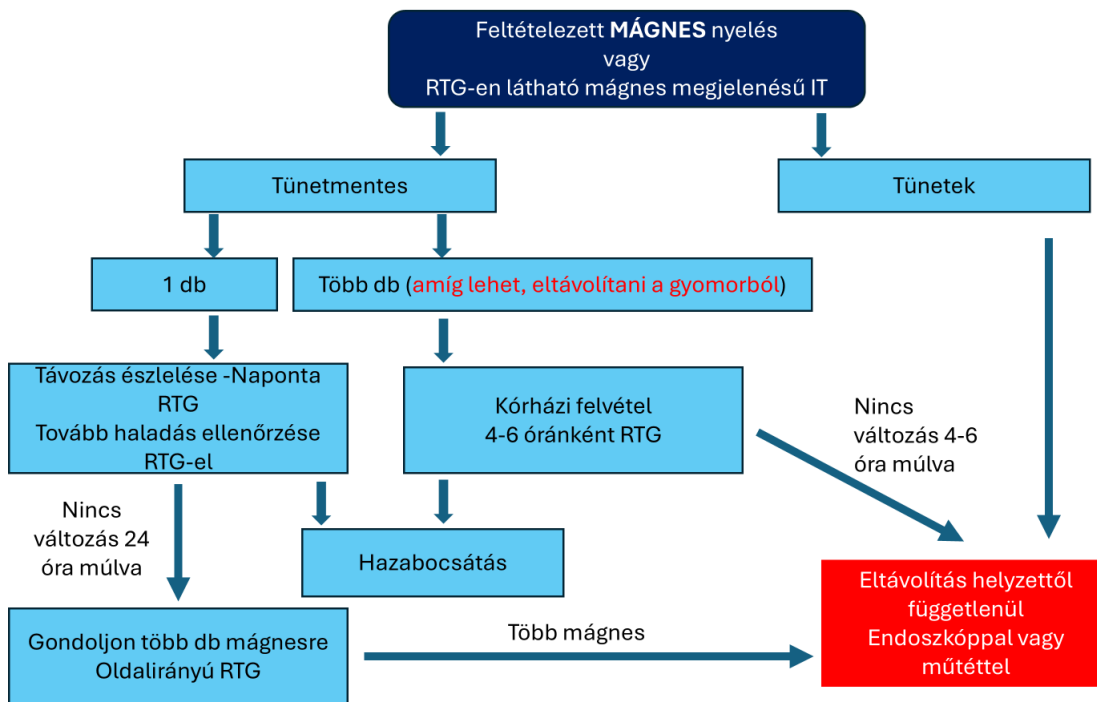 Feltételezett MÁGNES nyelés
vagy
RTG-en látható mágnes megjelenésű IT
Tünetmentes
Tünetek
1 db
Több db (amíg lehet, eltávolítani a gyomorból)
Távozás észlelése -Naponta
RTG
Tovább haladás ellenőrzése
RTG-el
Kórházi felvétel
4-6 óránként RTG
Nincs
változás 4-6
óra múlva
Nincs
változás 24
óra múlva
Hazabocsátás
Eltávolítás helyzettől
függetlenül
Endoszkóppal vagy
műtéttel
Gondoljon több db mágnesre
Oldalirányú RTG
Több mágnes